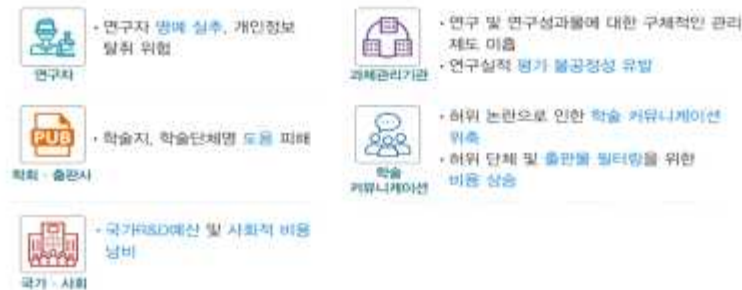 • 연구자 명예 실추, 개인정보
탈취 위험
연구자
PUB
• 학술지, 학술단체명 도용 피해
학회 · 출판사
• 국가R&D예산 및 사회적 비용
낭비
국가 · 사회
• 연구 및 연구성과물에 대한 구체적인 관리
제도 미흡
• 연구실적 평가 불공정성 유발
과제관리기관
• 허위 논란으로 인한 학술 커뮤니케이션
위축
• 허위 단체 및 출판물 필터링을 위한
비용 상승
학술
커뮤니케이션